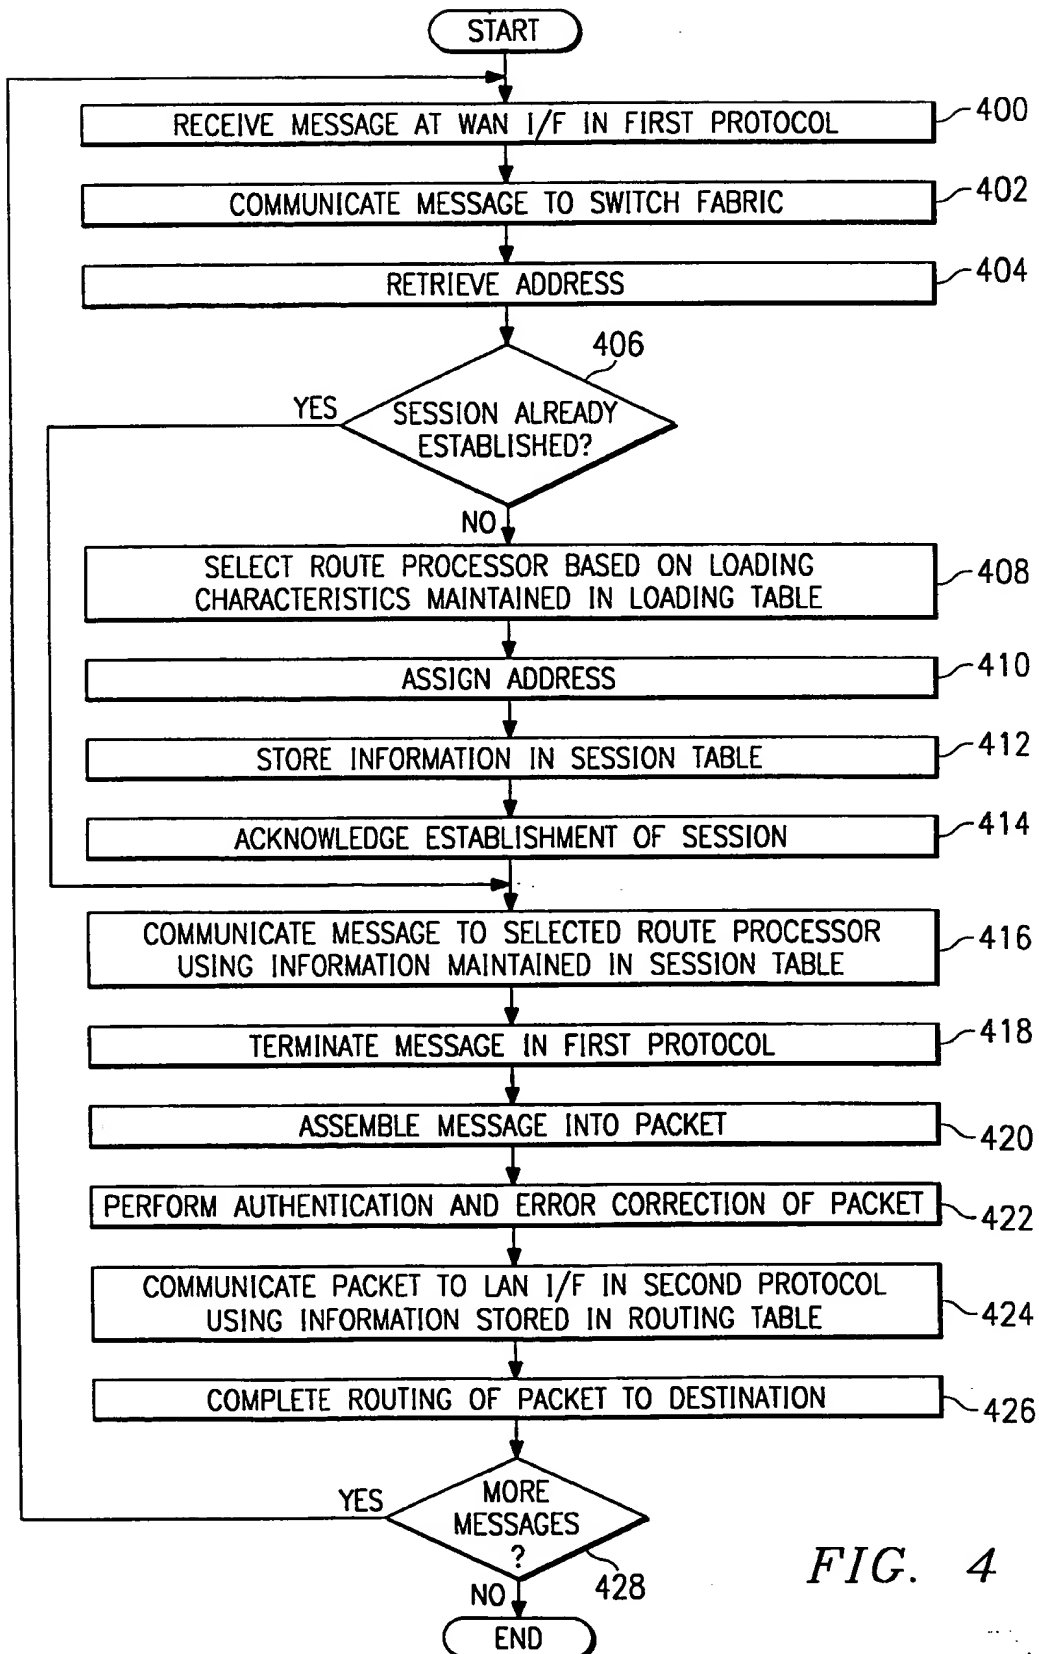 START
RECEIVE MESSAGE AT WAN I/F IN FIRST PROTOCOL
400
COMMUNICATE MESSAGE TO SWITCH FABRIC
402
RETRIEVE ADDRESS
404
406
YES
SESSION ALREADY
ESTABLISHED?
NO
SELECT ROUTE PROCESSOR BASED ON LOADING
CHARACTERISTICS MAINTAINED IN LOADING TABLE
408
ASSIGN ADDRESS
410
STORE INFORMATION IN SESSION TABLE
412
ACKNOWLEDGE ESTABLISHMENT OF SESSION
414
COMMUNICATE MESSAGE TO SELECTED ROUTE PROCESSOR
USING INFORMATION MAINTAINED IN SESSION TABLE
416
TERMINATE MESSAGE IN FIRST PROTOCOL
418
ASSEMBLE MESSAGE INTO PACKET
420
PERFORM AUTHENTICATION AND ERROR CORRECTION OF PACKET
422
COMMUNICATE PACKET TO LAN I/F IN SECOND PROTOCOL
USING INFORMATION STORED IN ROUTING TABLE
424
COMPLETE ROUTING OF PACKET TO DESTINATION
426
YES
MORE
MESSAGES
?
428
NO
END
FIG. 4